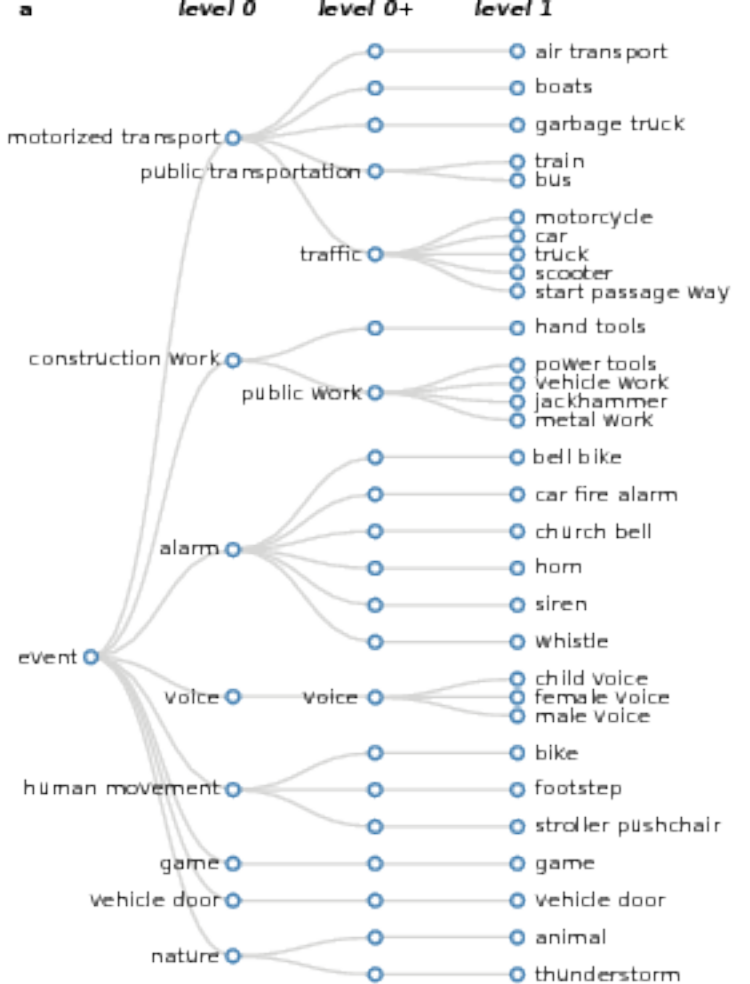 a level 0 level 0+ level 1
air transport
boats
motorized transport
garbage truck
public transportation
train
bus
traffic
motorcycle
car
truck
scooter
start passage way
construction work
hand tools
public work
power tools
vehicle work
jackhammer
metal work
alarm
bell bike
car fire alarm
church bell
horn
siren
whistle
event
voice
voice
child voice
female voice
male voice
human movement
bike
footstep
stroller pushchair
game
game
vehicle door
vehicle door
nature
animal
thunderstorm